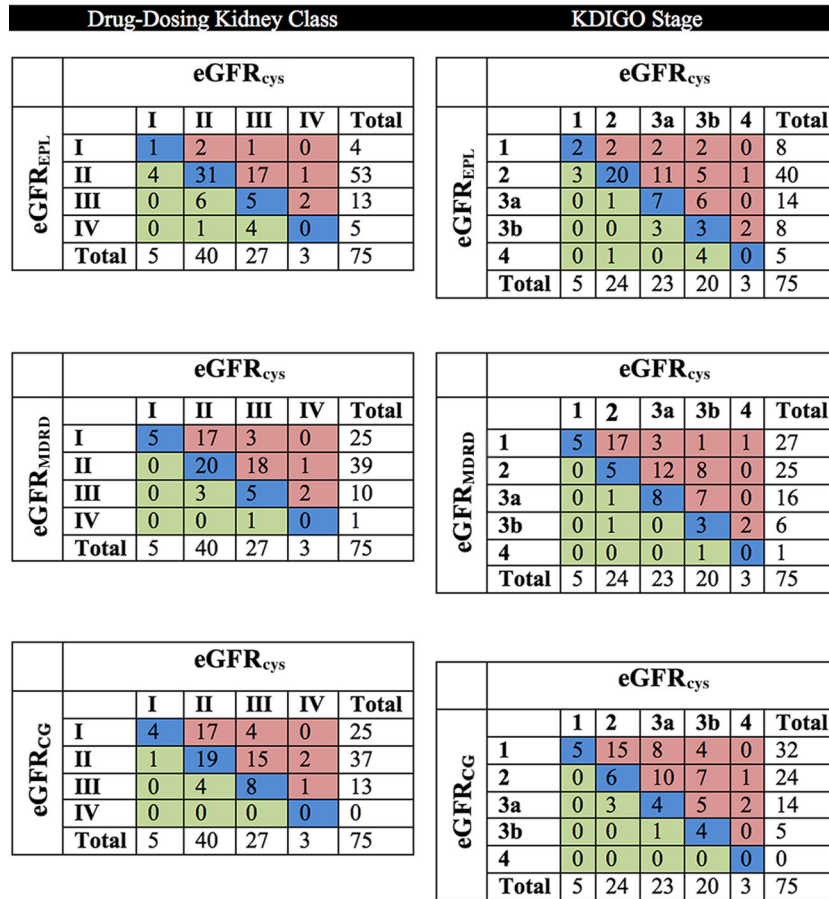 Drug-Dosing Kidney Class
eGFRcys
eGFREPL
I II III IV Total
I 1 2 1 0 4
II 4 31 17 1 53
III 0 6 5 2 13
IV 0 1 4 0 5
Total 5 40 27 3 75
eGFRcys
eGFRMDRD
I II III IV Total
I 5 17 3 0 25
II 0 20 18 1 39
III 0 3 5 2 10
IV 0 0 1 0 1
Total 5 40 27 3 75
eGFRcys
eGFRCG
I II III IV Total
I 4 17 4 0 25
II 1 19 15 2 37
III 0 4 8 1 13
IV 0 0 0 0 0
Total 5 40 27 3 75
KDIGO Stage
eGFRcys
eGFREPL
1 2 3a 3b 4 Total
1 2 2 2 2 0 8
2 3 20 11 5 1 40
3a 0 1 7 6 0 14
3b 0 0 3 3 2 8
4 0 1 0 4 0 5
Total 5 24 23 20 3 75
eGFRcys
eGFRMDRD
1 2 3a 3b 4 Total
1 5 17 3 1 1 27
2 0 5 12 8 0 25
3a 0 1 8 7 0 16
3b 0 1 0 3 2 6
4 0 0 0 1 0 1
Total 5 24 23 20 3 75
eGFRcys
eGFRCG
1 2 3a 3b 4 Total
1 5 15 8 4 0 32
2 0 6 10 7 1 24
3a 0 3 4 5 2 14
3b 0 0 1 4 0 5
4 0 0 0 0 0 0
Total 5 24 23 20 3 75